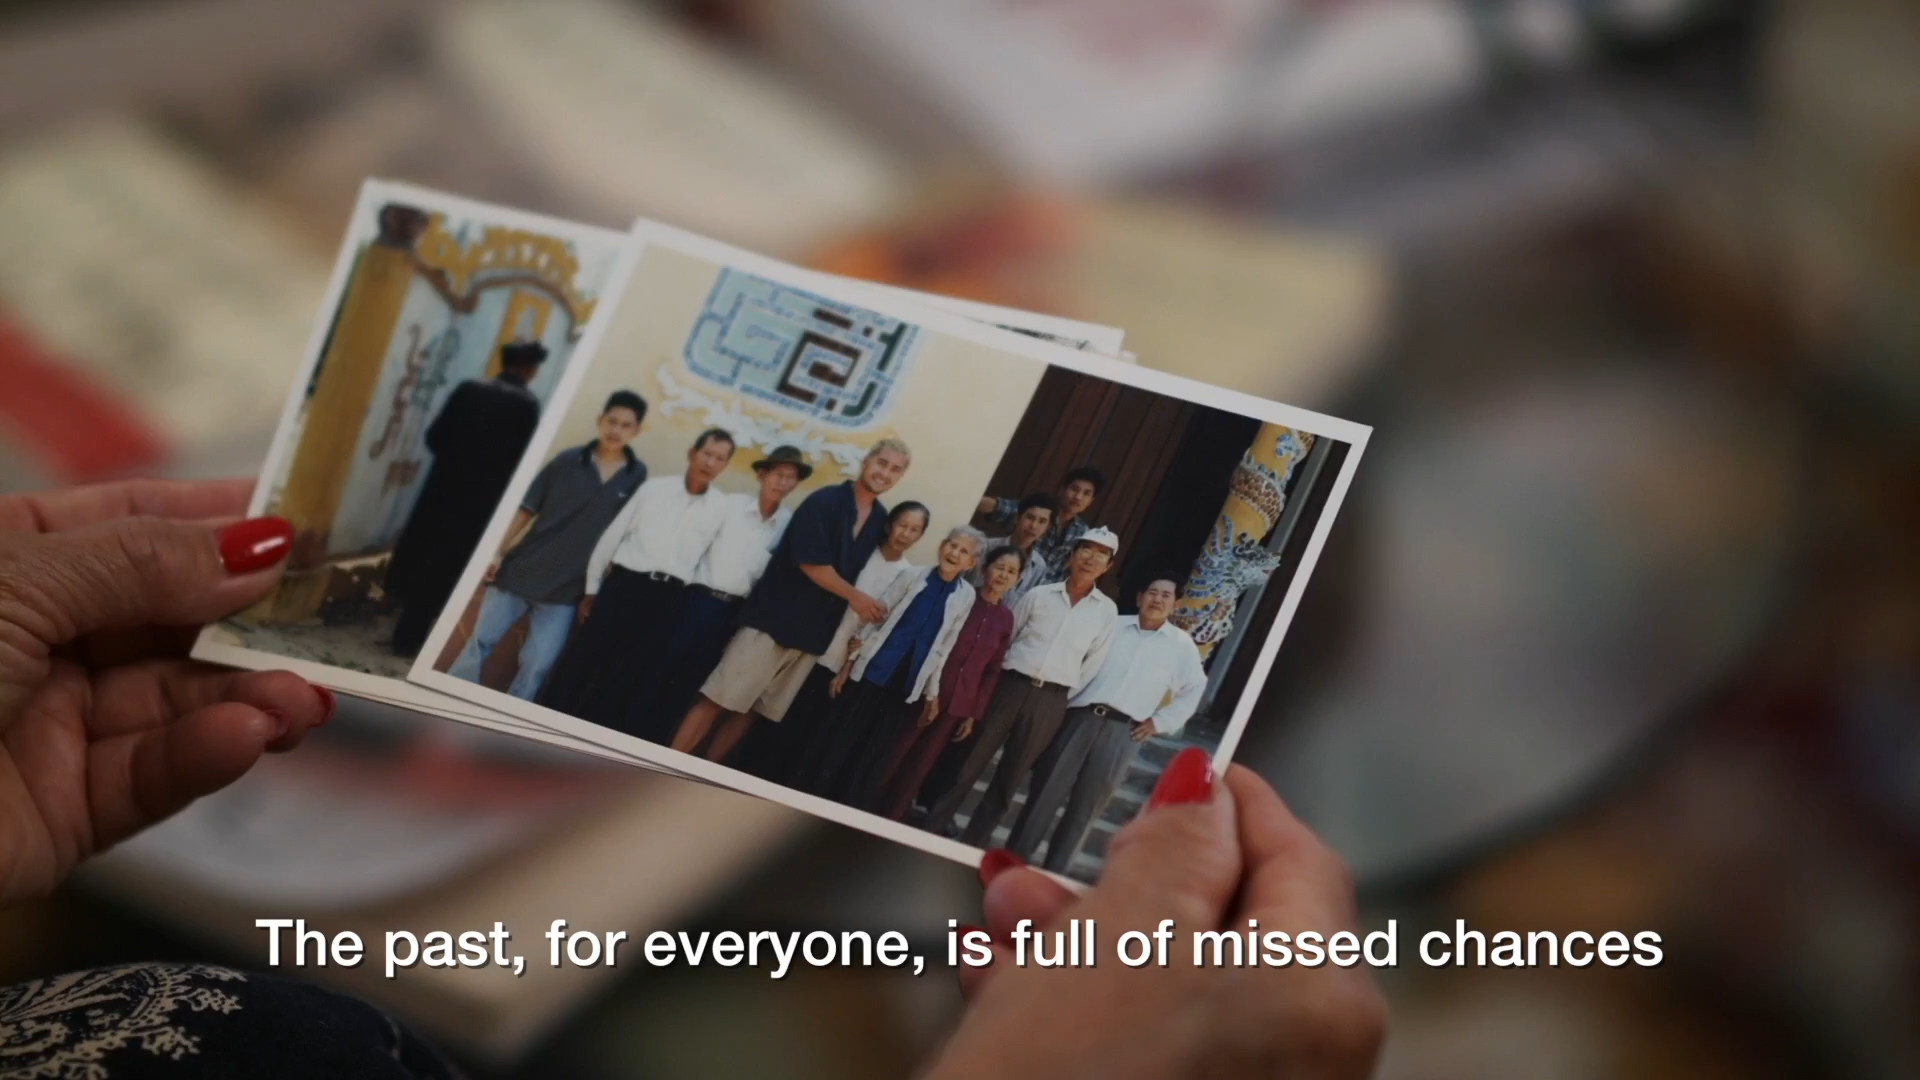 The past, for everyone, is full of missed chances